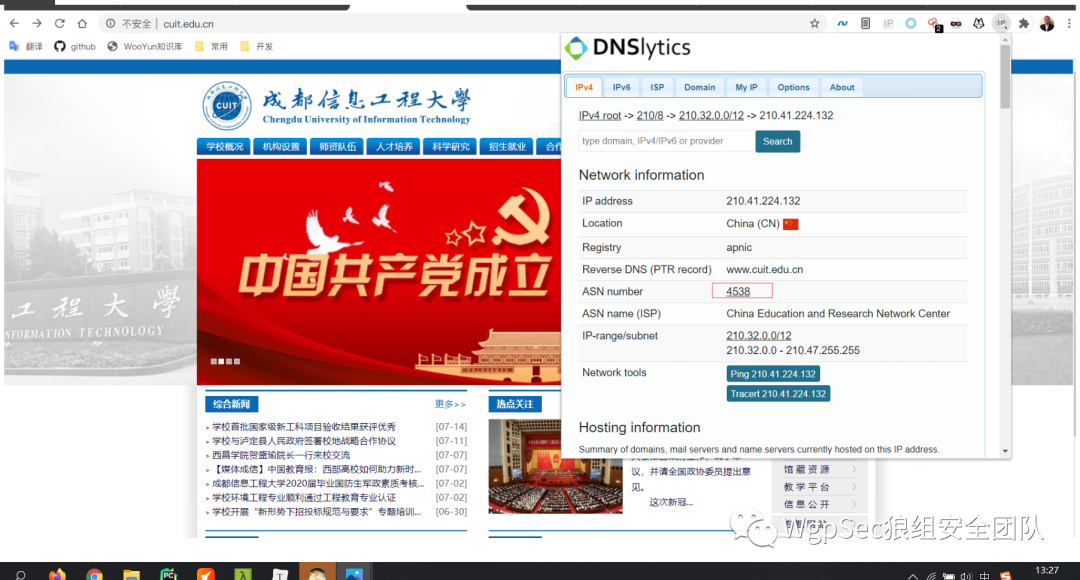 不安全 | cuit.edu.cn
IP
2
翻译 github WooYun知识库 常用 开发
CUIT 成都信息工程大学
Chengdu University of Information Technology
学校概况 机构设置 师资队伍 人才培养 科学研究 招生就业 合作
中国共产党成立
工程大学
INFORMATION TECHNOLOGY
综合新闻 更多>>
学校首批国家级新工科项目验收结果获评优秀 [07-14]
学校与泸定县人民政府签署校地战略合作协议 [07-11]
西昌学院贺盛瑜院长一行来校交流 [07-07]
【媒体成信】中国教育报：西部高校如何助力新时... [07-07]
成都信息工程大学2020届毕业国防生军政素质考核... [07-02]
学校环境工程专业顺利通过工程教育专业认证 [07-02]
学校开展“新形势下招投标规范与要求”专题培训... [06-30]
热点关注
议，并请全国政协委员提出意
见。
这次新冠...
馆藏资源
教学平台
信息公开
DNSlytics
IPv4 IPv6 ISP Domain My IP Options About
IPv4 root -> 210/8 -> 210.32.0.0/12 -> 210.41.224.132
type domain, IPv4/IPv6 or provider Search
Network information
IP address 210.41.224.132
Location China (CN)
Registry apnic
Reverse DNS (PTR record) www.cuit.edu.cn
ASN number 4538
ASN name (ISP) China Education and Research Network Center
IP-range/subnet 210.32.0.0/12
210.32.0.0 - 210.47.255.255
Network tools Ping 210.41.224.132
Tracert 210.41.224.132
Hosting information
Summary of domains, mail servers and name servers currently hosted on this IP address.
WgpSec狼组安全团队
中
13:27